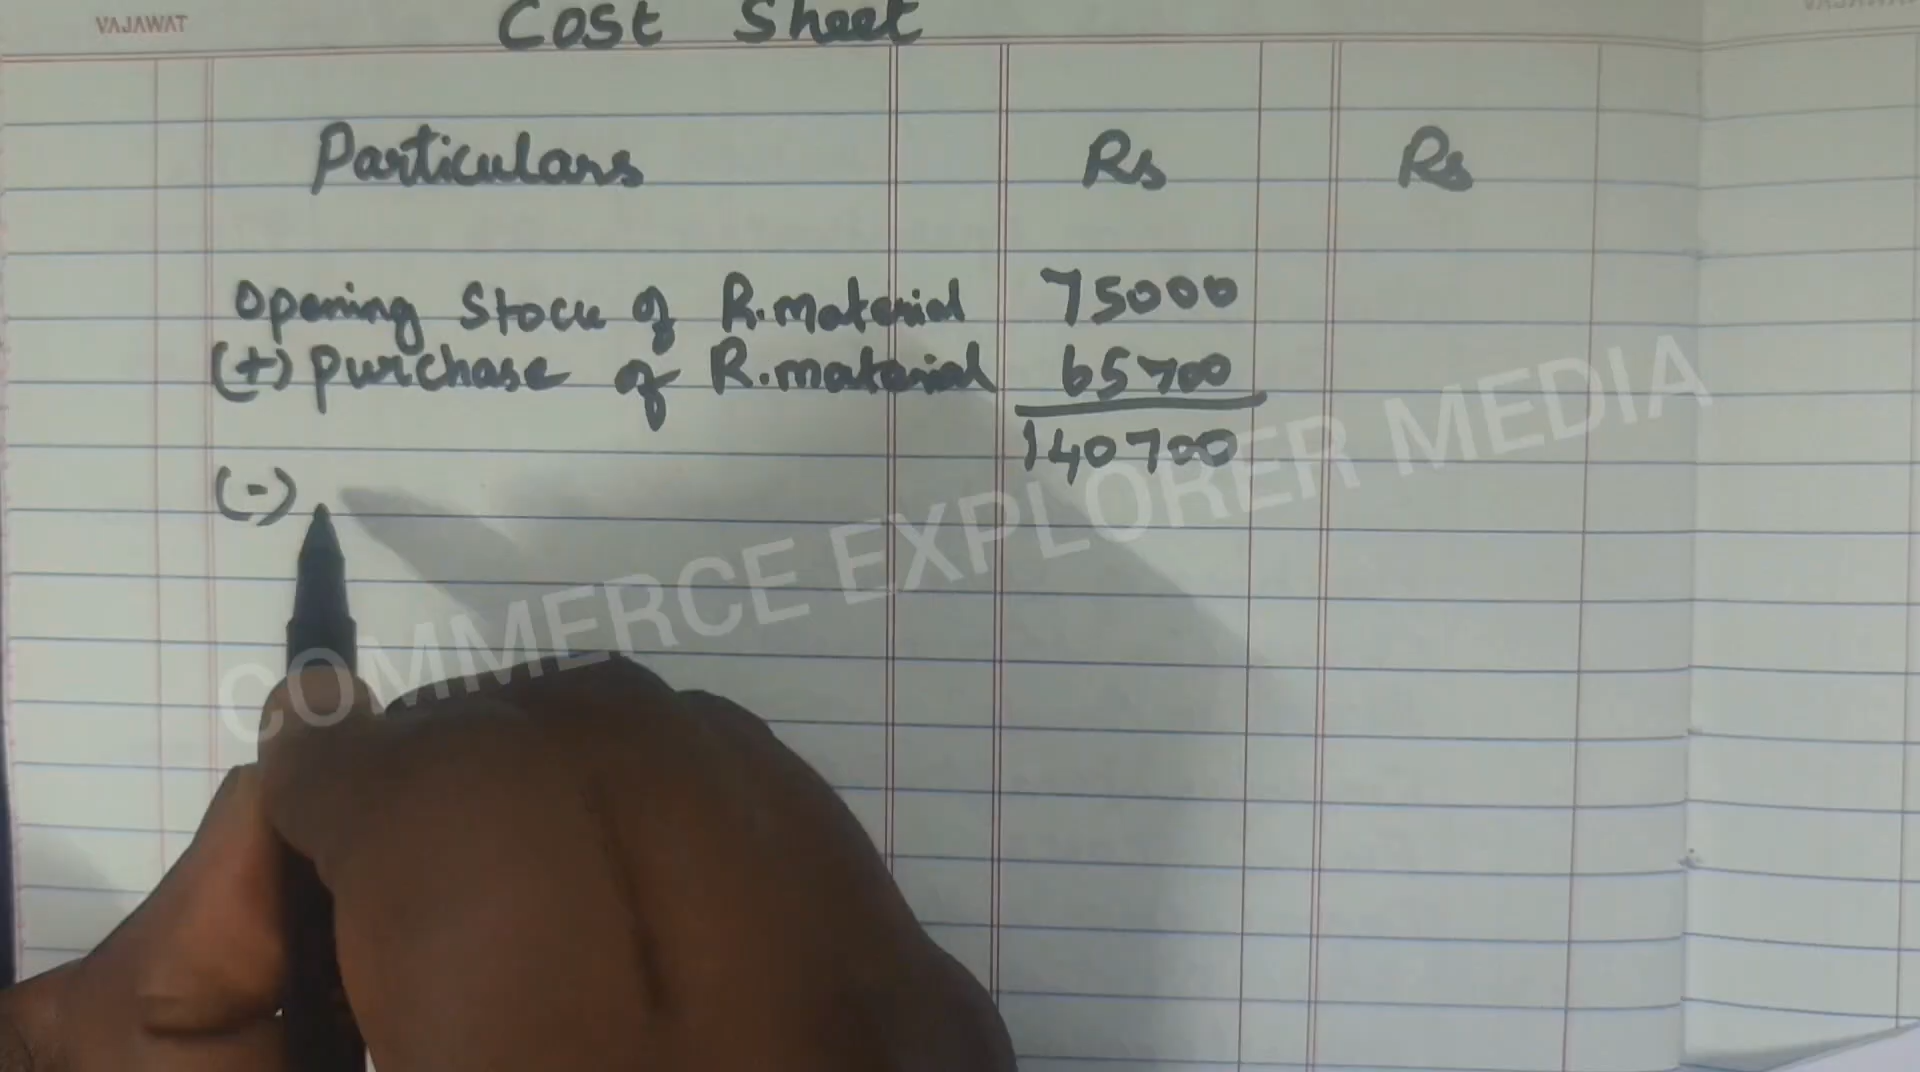 VAJAWAT
Cost Sheet
Particulars Rs Rs
Opening Stock of R.material 75000
(+) purchase of R.material 65700
140700
(-)
COMMERCE EXPLORER MEDIA